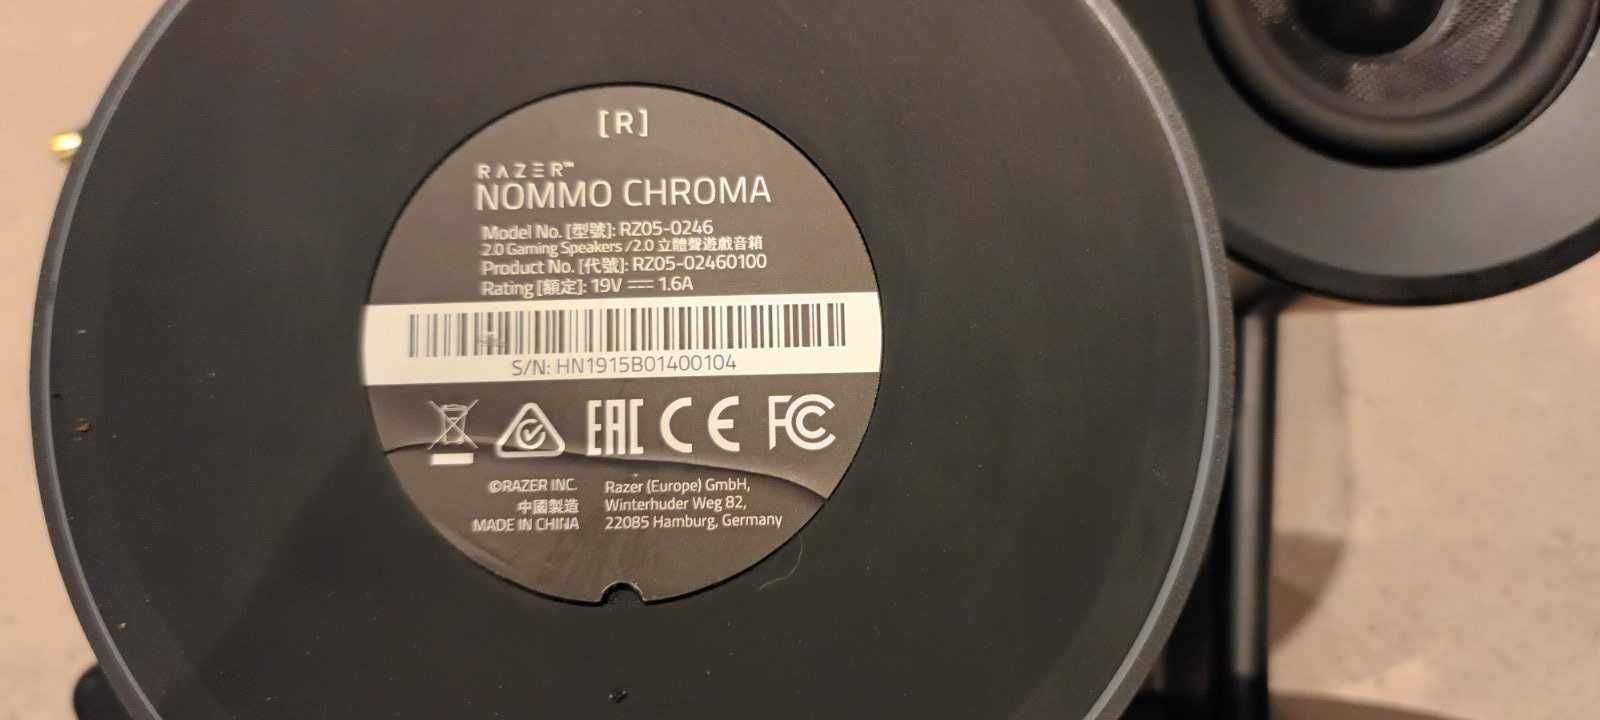 [R]
RAZER™
NOMMO CHROMA
Model No. [型號]: RZ05-0246
2.0 Gaming Speakers /2.0 立體聲遊戲音箱
Product No. [代號]: RZ05-02460100
Rating [額定]: 19V ⎓ 1.6A
S/N: HN1915B01400104
EAC CE FC
©RAZER INC.
中國製造
MADE IN CHINA
Razer (Europe) GmbH,
Winterhuder Weg 82,
22085 Hamburg, Germany